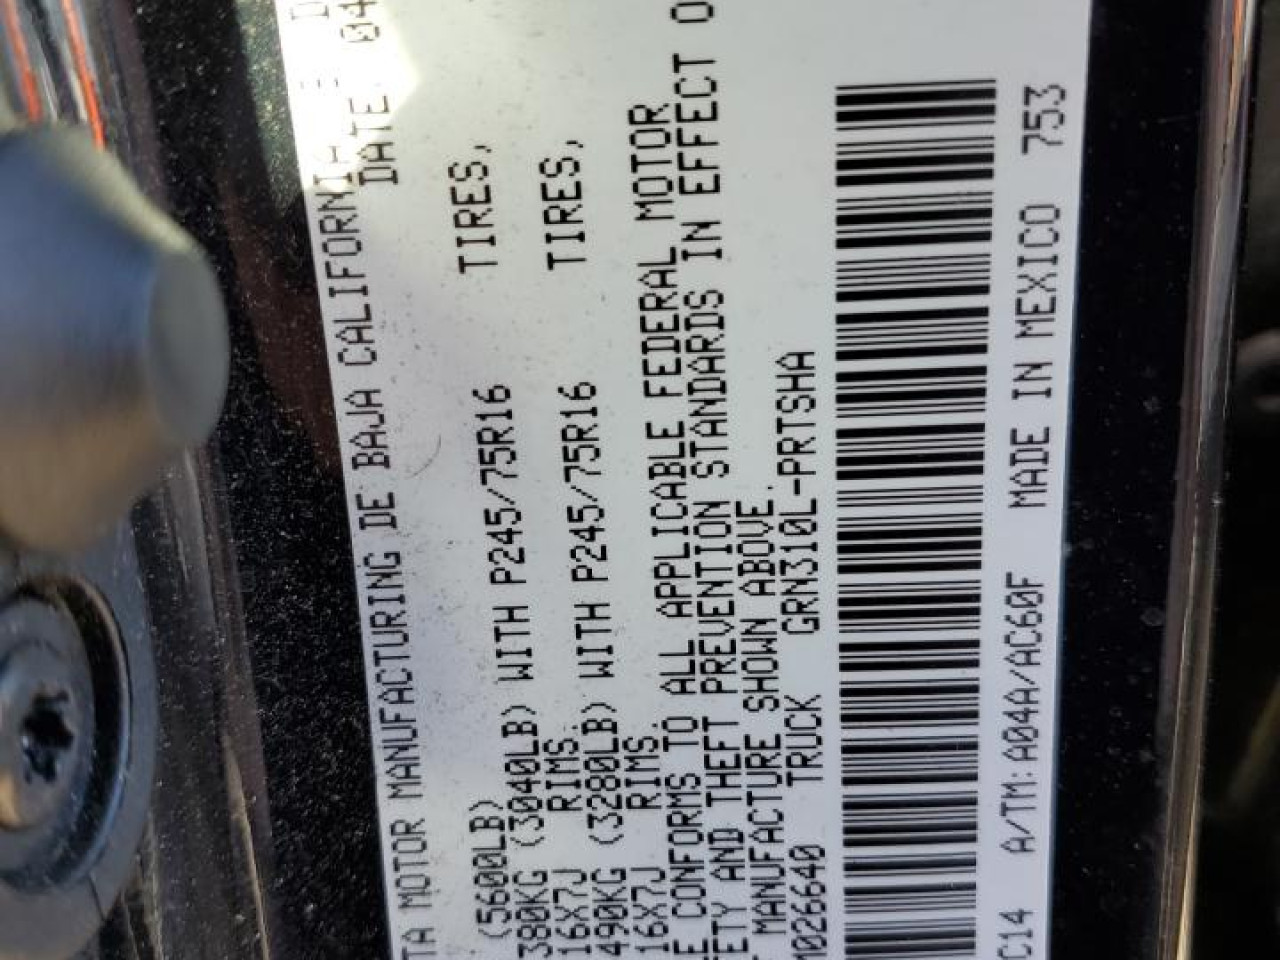 TA MOTOR MANUFACTURING DE BAJA CALIFORNIA
DATE: 04
(5600LB)
380KG (3040LB) WITH P245/75R16 TIRES,
16X7J RIMS.
490KG (3280LB) WITH P245/75R16 TIRES,
16X7J RIMS.
E CONFORMS TO ALL APPLICABLE FEDERAL MOTOR
ETY AND THEFT PREVENTION STANDARDS IN EFFECT O
MANUFACTURE SHOWN ABOVE.
M026640 TRUCK GRN310L-PRTSHA
C14 A/TM:A04A/AC60F MADE IN MEXICO 753